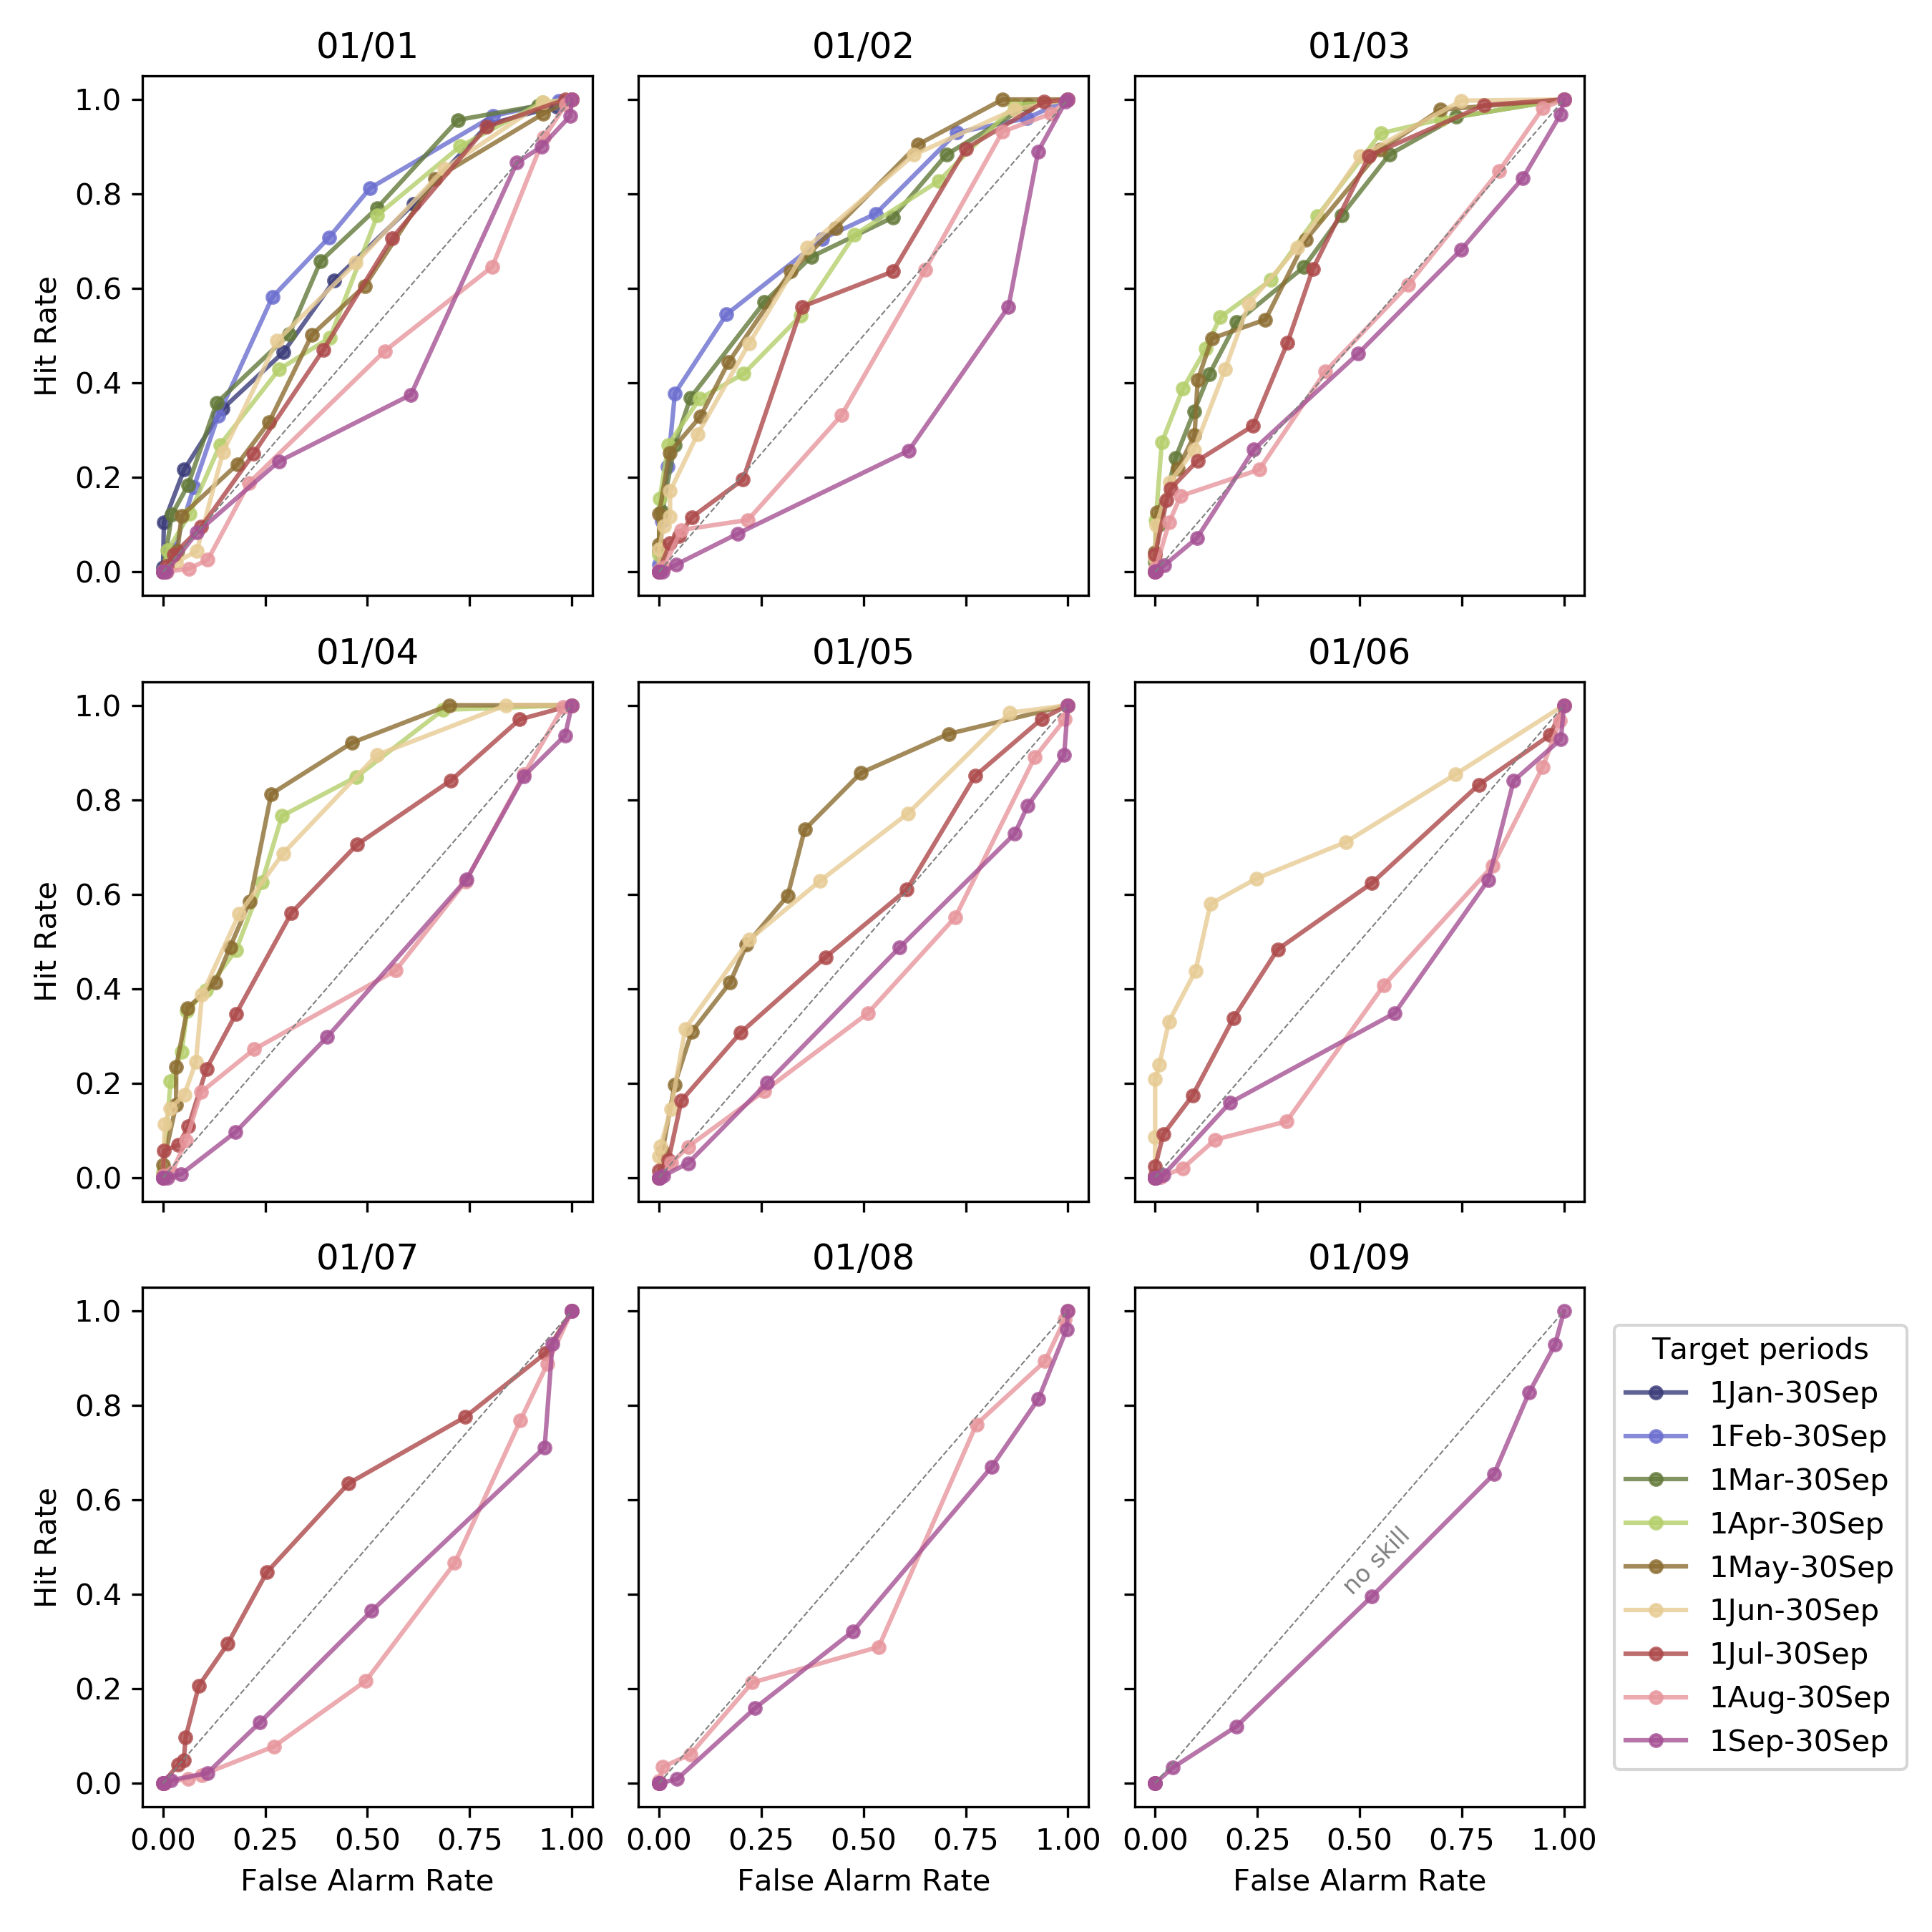 01/01
01/02
01/03
1.0
0.8
0.6
0.4
0.2
0.0
Hit Rate
01/04
01/05
01/06
1.0
0.8
0.6
0.4
0.2
0.0
Hit Rate
01/07
01/08
01/09
1.0
0.8
0.6
0.4
0.2
0.0
Hit Rate
no skill
0.00 0.25 0.50 0.75 1.00
0.00 0.25 0.50 0.75 1.00
0.00 0.25 0.50 0.75 1.00
False Alarm Rate
False Alarm Rate
False Alarm Rate
Target periods
1Jan-30Sep
1Feb-30Sep
1Mar-30Sep
1Apr-30Sep
1May-30Sep
1Jun-30Sep
1Jul-30Sep
1Aug-30Sep
1Sep-30Sep